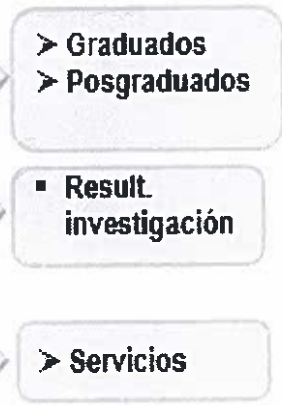 ➢ Graduados
➢ Posgraduados
▪ Result.
investigación
➢ Servicios